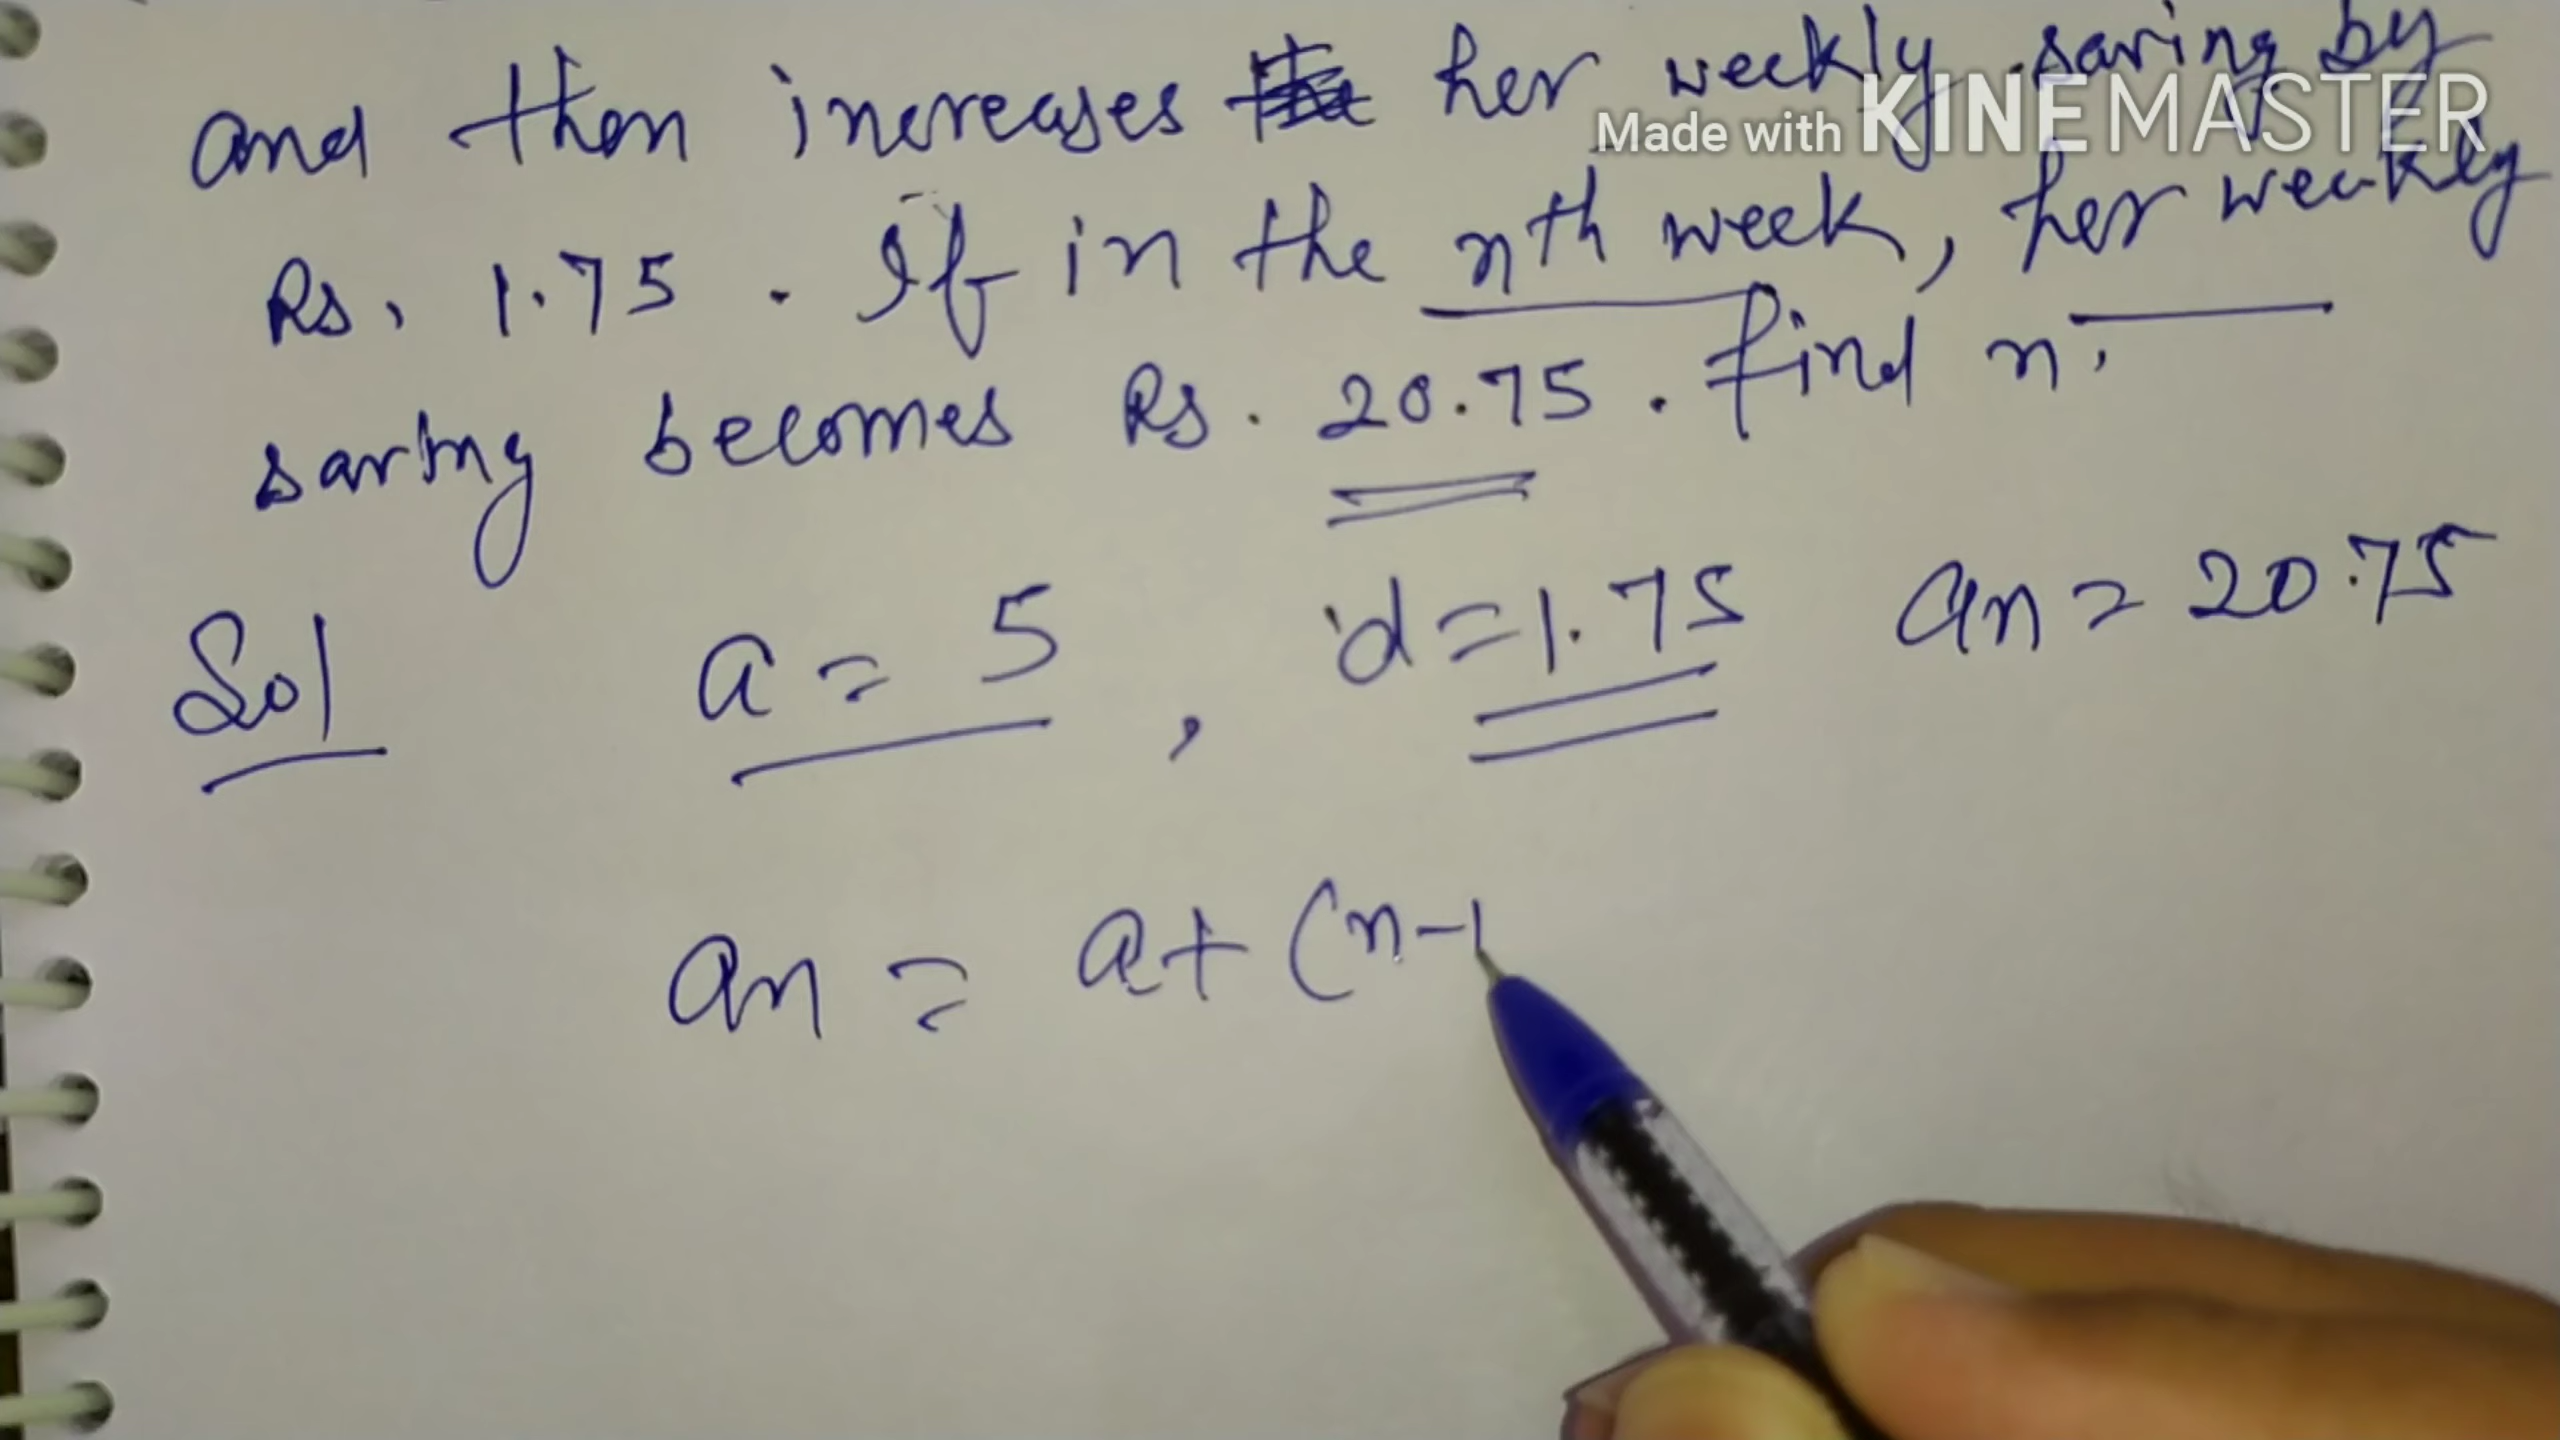 and then increases her weekly saving by
Made with KINEMASTER
Rs. 1.75. If in the nth week, her weekly
saving becomes Rs. 20.75. find n.
Sol a = 5, d = 1.75 an = 20.75
an = a + (n-1